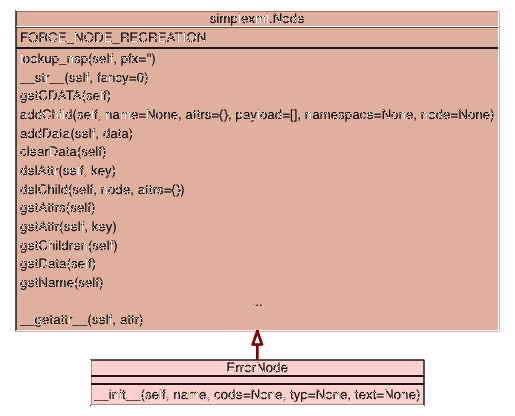 simplexml.Node
FORCE_NODE_RECREATION
lookup_nsp(self, pfx='')
__str__(self, fancy=0)
getCDATA(self)
addChild(self, name=None, attrs={}, payload=[], namespace=None, node=None)
addData(self, data)
clearData(self)
delAttr(self, key)
delChild(self, node, attrs={})
getAttrs(self)
getAttr(self, key)
getChildren(self)
getData(self)
getName(self)
...
__getattr__(self, attr)
ErrorNode
__init__(self, name, code=None, typ=None, text=None)